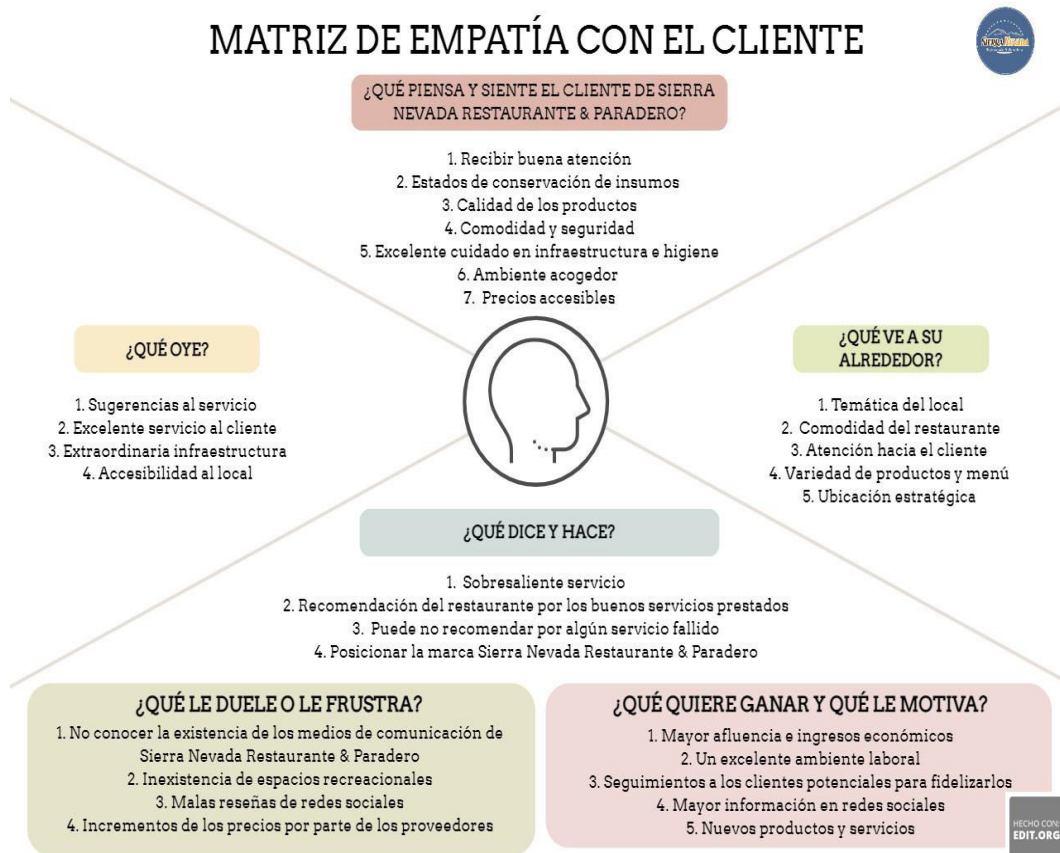 MATRIZ DE EMPATÍA CON EL CLIENTE
SIERRA Nevada
¿QUÉ PIENSA Y SIENTE EL CLIENTE DE SIERRA
NEVADA RESTAURANTE & PARADERO?
1. Recibir buena atención
2. Estados de conservación de insumos
3. Calidad de los productos
4. Comodidad y seguridad
5. Excelente cuidado en infraestructura e higiene
6. Ambiente acogedor
7. Precios accesibles
¿QUÉ OYE?
1. Sugerencias al servicio
2. Excelente servicio al cliente
3. Extraordinaria infraestructura
4. Accesibilidad al local
¿QUÉ VE A SU
ALREDEDOR?
1. Temática del local
2. Comodidad del restaurante
3. Atención hacia el cliente
4. Variedad de productos y menú
5. Ubicación estratégica
¿QUÉ DICE Y HACE?
1. Sobresaliente servicio
2. Recomendación del restaurante por los buenos servicios prestados
3. Puede no recomendar por algún servicio fallido
4. Posicionar la marca Sierra Nevada Restaurante & Paradero
¿QUÉ LE DUELE O LE FRUSTRA?
1. No conocer la existencia de los medios de comunicación de
Sierra Nevada Restaurante & Paradero
2. Inexistencia de espacios recreacionales
3. Malas reseñas de redes sociales
4. Incrementos de los precios por parte de los proveedores
¿QUÉ QUIERE GANAR Y QUÉ LE MOTIVA?
1. Mayor afluencia e ingresos económicos
2. Un excelente ambiente laboral
3. Seguimientos a los clientes potenciales para fidelizarlos
4. Mayor información en redes sociales
5. Nuevos productos y servicios
HECHO CON:
EDIT.ORG